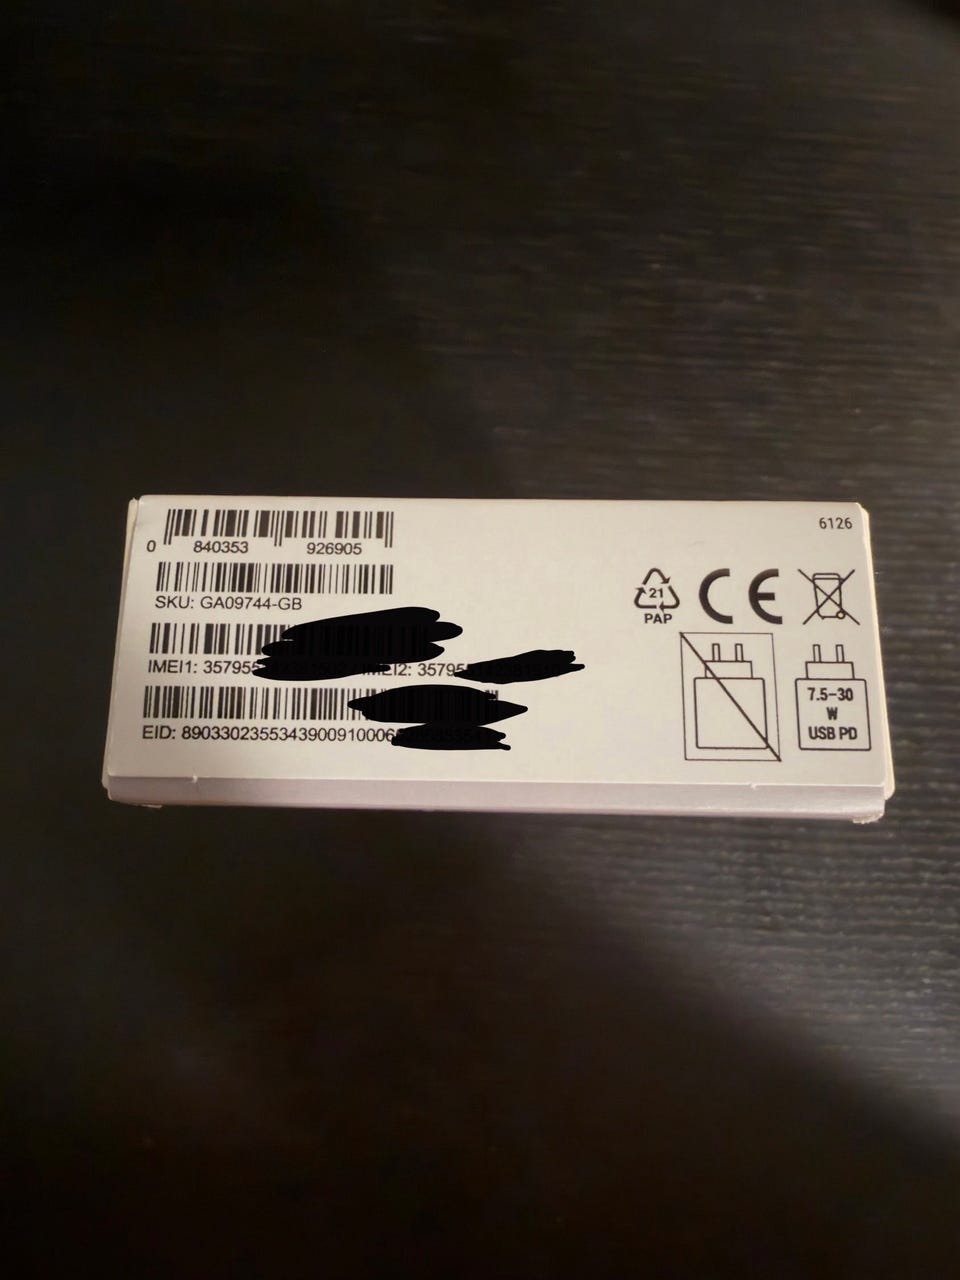 6126
0 840353 926905
SKU: GA09744-GB
IMEI1: 357955 IMEI2: 35795
EID: 8903302355343900910006
21
PAP
CE
7.5-30
W
USB PD